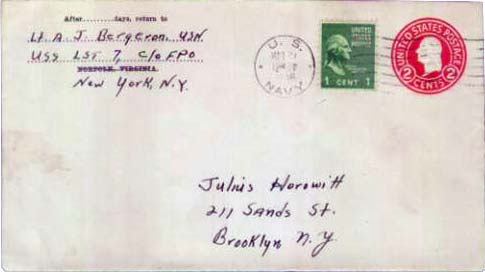 After.........days, return to
Lt. A. J. Bergeron, USN
USS LST 7, c/o FPO
NORFOLK, VIRGINIA.
New York, N.Y.
U. S.
NAVY
UNITED STATES POSTAGE
1 CENT 1
UNITED STATES POSTAGE
2 CENTS 2
Julius Horowitt
211 Sands St.
Brooklyn N.Y.